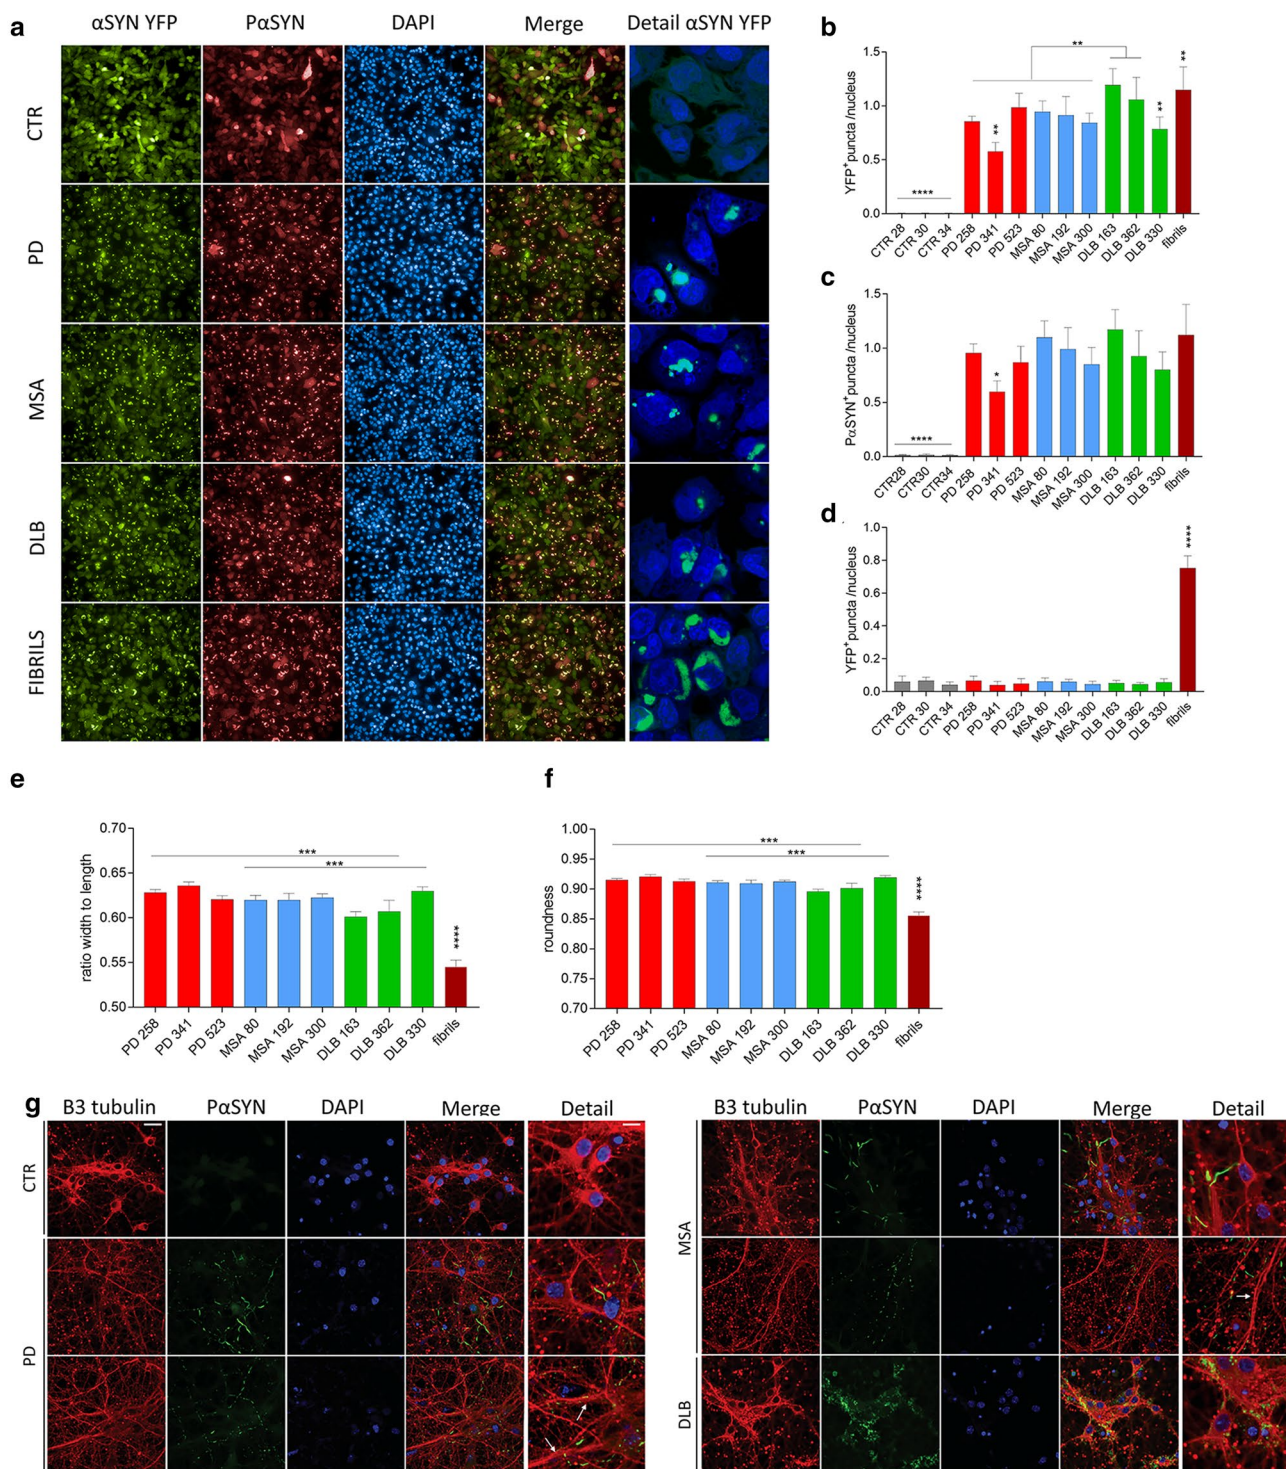 a
αSYN YFP PαSYN DAPI Merge Detail αSYN YFP
CTR
PD
MSA
DLB
FIBRILS
b
YFP⁺puncta /nucleus
1.5
1.0
0.5
0.0
****
**
**
**
**
CTR 28 CTR 30 CTR 34 PD 258 PD 341 PD 523 MSA 80 MSA 192 MSA 300 DLB 163 DLB 362 DLB 330 fibrils
c
PαSYN⁺puncta /nucleus
1.5
1.0
0.5
0.0
****
*
CTR28 CTR30 CTR34 PD 258 PD 341 PD 523 MSA 80 MSA 192 MSA 300 DLB 163 DLB 362 DLB 330 fibrils
d
YFP⁺puncta /nucleus
1.0
0.8
0.6
0.4
0.2
0.0
****
CTR 28 CTR 30 CTR 34 PD 258 PD 341 PD 523 MSA 80 MSA 192 MSA 300 DLB 163 DLB 362 DLB 330 fibrils
e
ratio width to length
0.70
0.65
0.60
0.55
0.50
***
***
****
PD 258 PD 341 PD 523 MSA 80 MSA 192 MSA 300 DLB 163 DLB 362 DLB 330 fibrils
f
roundness
1.00
0.95
0.90
0.85
0.80
0.75
0.70
***
***
****
PD 258 PD 341 PD 523 MSA 80 MSA 192 MSA 300 DLB 163 DLB 362 DLB 330 fibrils
g
B3 tubulin PαSYN DAPI Merge Detail
CTR
PD
B3 tubulin PαSYN DAPI Merge Detail
MSA
DLB